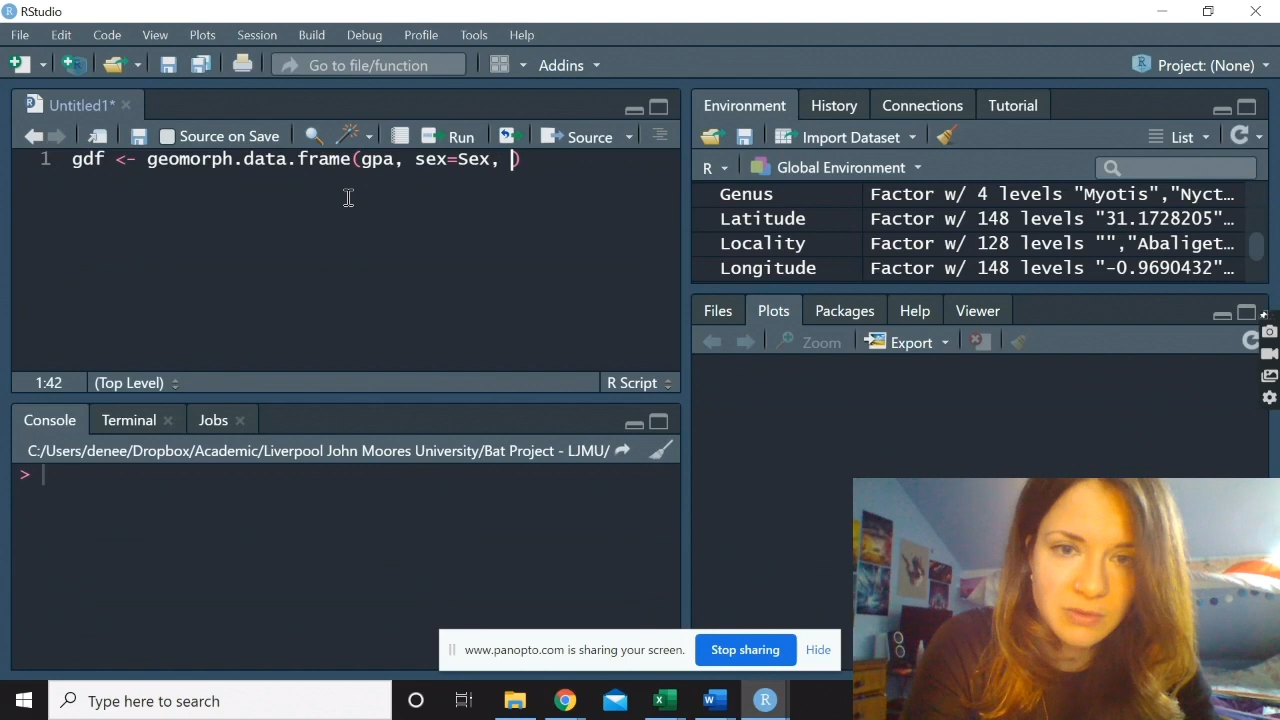 RStudio
File Edit Code View Plots Session Build Debug Profile Tools Help
Go to file/function Addins Project: (None)
Untitled1*
Source on Save Run Source
1 gdf <- geomorph.data.frame(gpa, sex=Sex, )
1:42 (Top Level) R Script
Console Terminal Jobs
C:/Users/denee/Dropbox/Academic/Liverpool John Moores University/Bat Project - LJMU/
>
Environment History Connections Tutorial
Import Dataset List
R Global Environment
Genus Factor w/ 4 levels "Myotis","Nyct…
Latitude Factor w/ 148 levels "31.1728205"…
Locality Factor w/ 128 levels "","Abaliget…
Longitude Factor w/ 148 levels "-0.9690432"…
Files Plots Packages Help Viewer
Zoom Export
www.panopto.com is sharing your screen. Stop sharing Hide
Type here to search